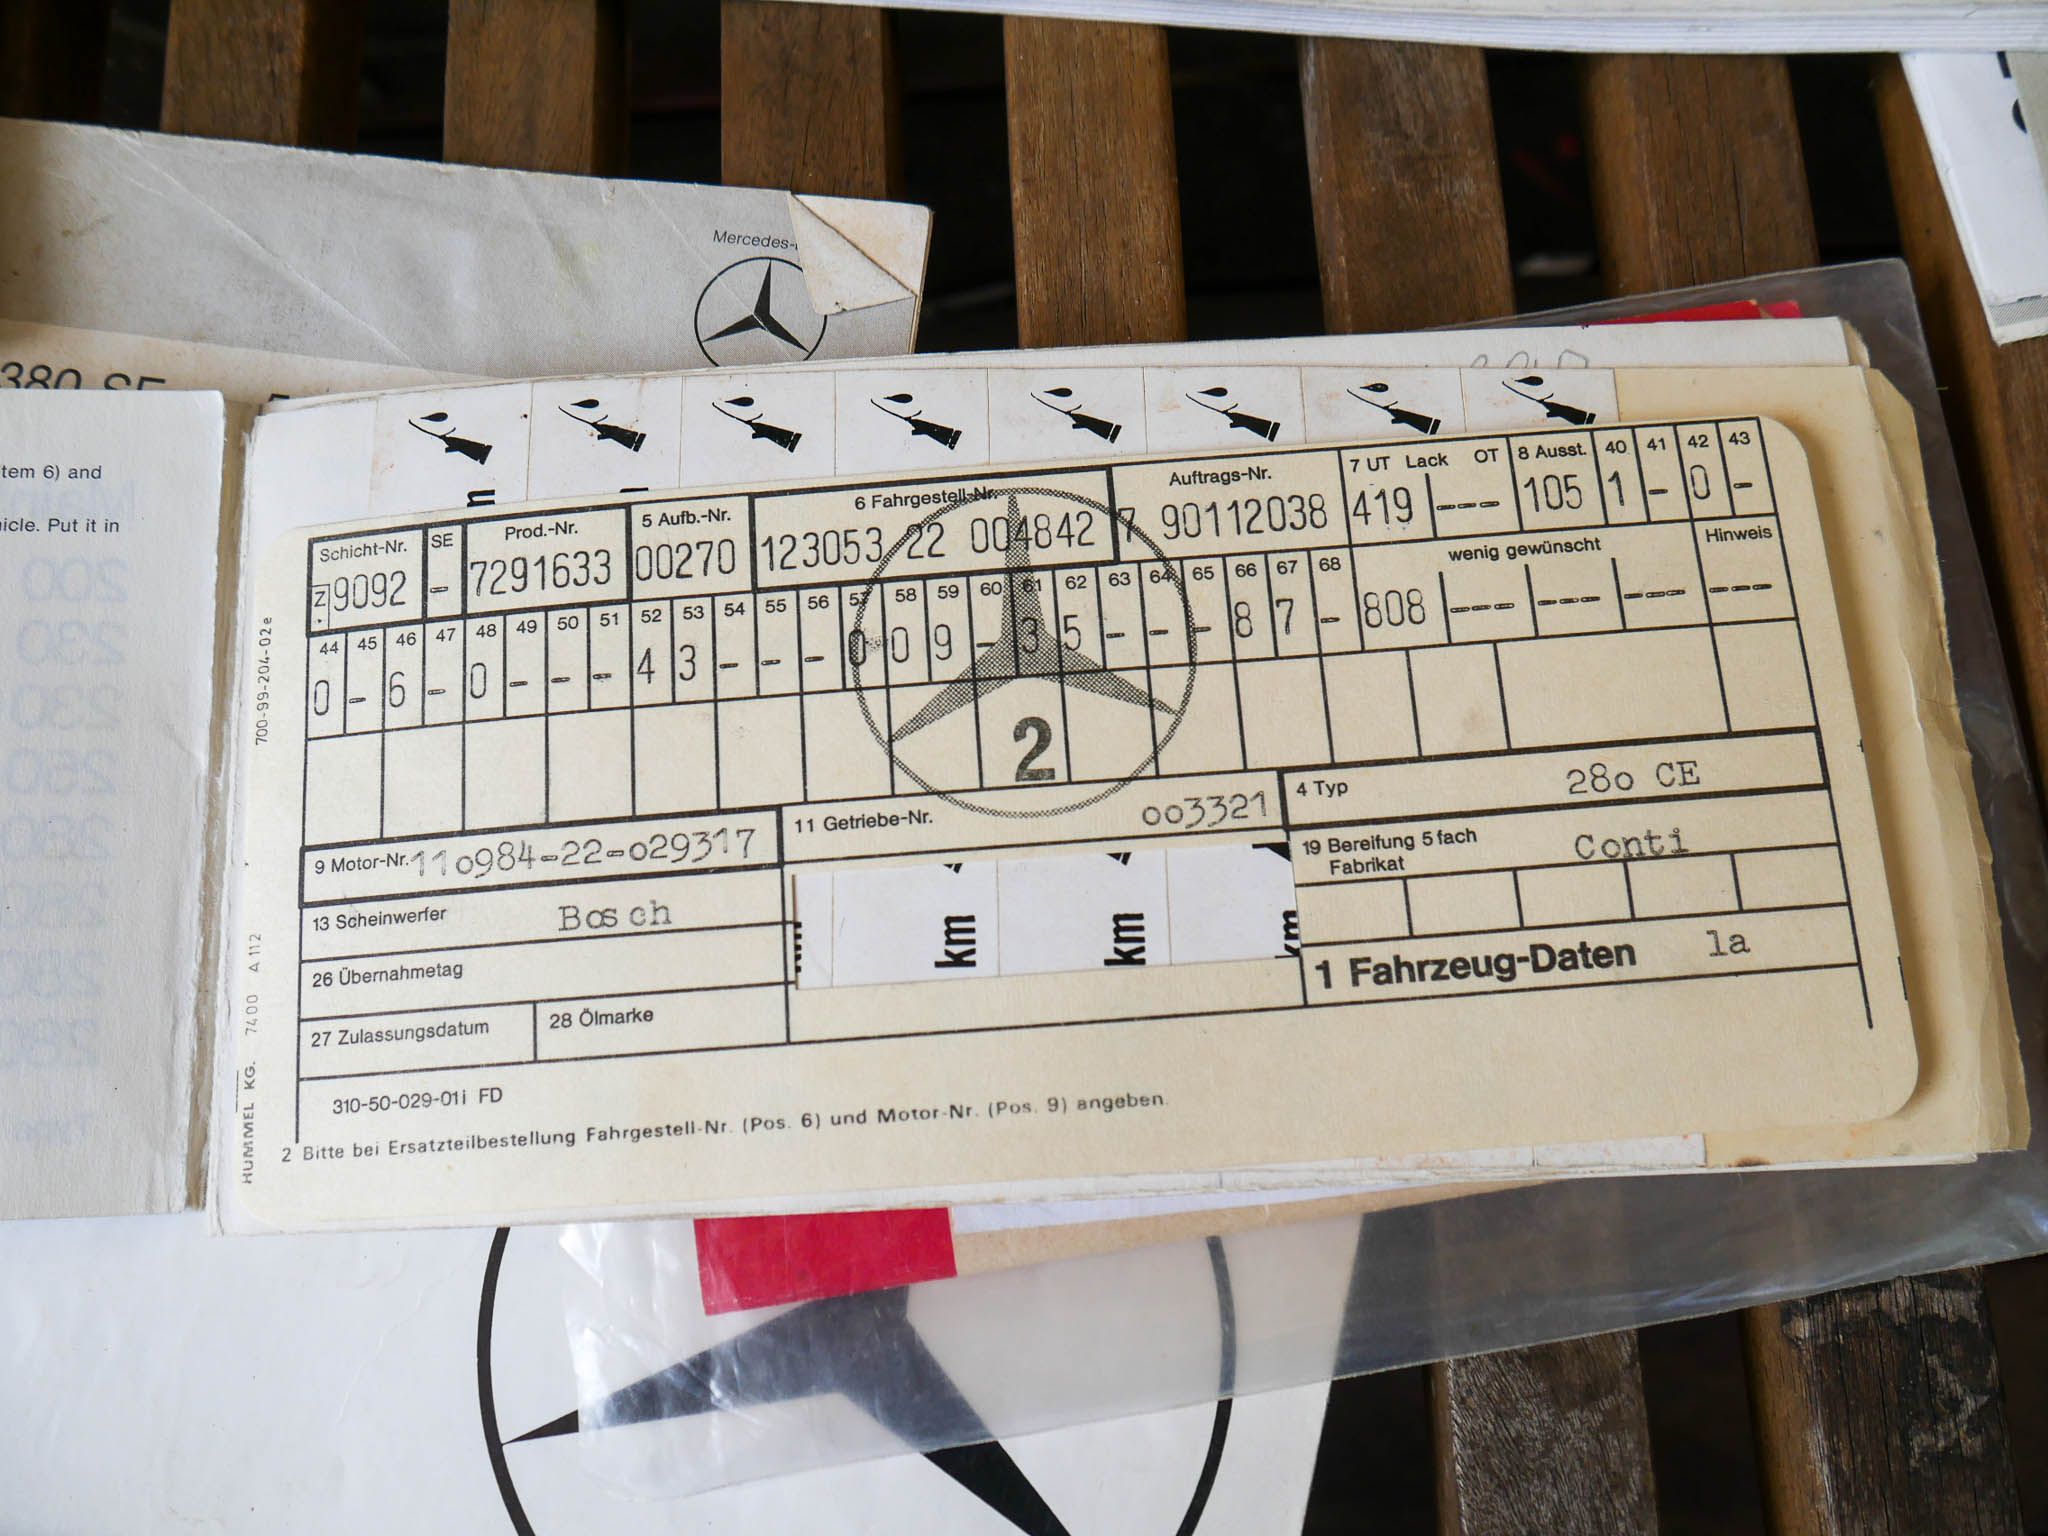 Mercedes-
380 SE
tem 6) and
icle. Put it in
Schicht-Nr. SE Prod.-Nr. 5 Aufb.-Nr. 6 Fahrgestell-Nr. Auftrags-Nr. 7 UT Lack OT 8 Ausst. 40 41 42 43
Z 9092 - 7291633 00270 123053 22 004842 7 90112038 419 --- 105 1 - 0 -
44 45 46 47 48 49 50 51 52 53 54 55 56 57 58 59 60 61 62 63 64 65 66 67 68 wenig gewünscht Hinweis
0 - 6 - 0 - - - 4 3 - - - 0 0 9 - 3 5 - - - 8 7 - 808 --- --- --- ---
2
9 Motor-Nr. 110984-22-029317 11 Getriebe-Nr. 003321 4 Typ 280 CE
13 Scheinwerfer Bosch 19 Bereifung 5 fach Conti
Fabrikat
km km km
26 Übernahmetag
1 Fahrzeug-Daten 1a
27 Zulassungsdatum 28 Ölmarke
310-50-029-01i FD
2 Bitte bei Ersatzteilbestellung Fahrgestell-Nr. (Pos. 6) und Motor-Nr. (Pos. 9) angeben.
HUMMEL KG. 7400 A 112 700-99-204-02e